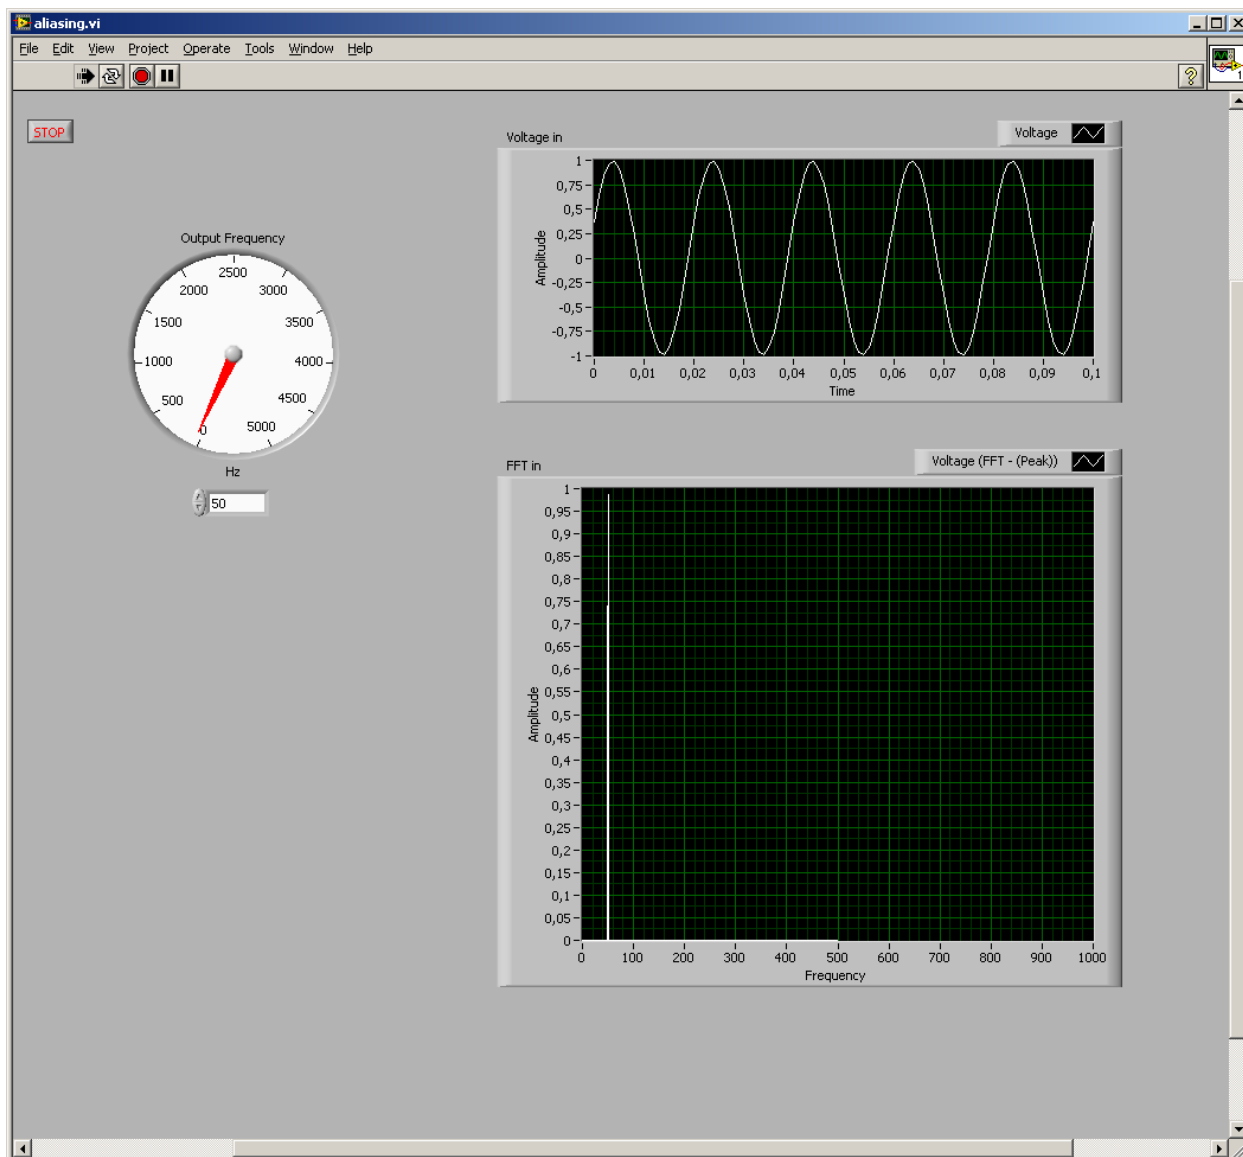 aliasing.vi
File Edit View Project Operate Tools Window Help
1
STOP
Output Frequency
0
500
1000
1500
2000
2500
3000
3500
4000
4500
5000
Hz
50
Voltage in
Voltage
Amplitude
1
0,75
0,5
0,25
0
-0,25
-0,5
-0,75
-1
0 0,01 0,02 0,03 0,04 0,05 0,06 0,07 0,08 0,09 0,1
Time
FFT in
Voltage (FFT - (Peak))
Amplitude
1
0,95
0,9
0,85
0,8
0,75
0,7
0,65
0,6
0,55
0,5
0,45
0,4
0,35
0,3
0,25
0,2
0,15
0,1
0,05
0
0 100 200 300 400 500 600 700 800 900 1000
Frequency